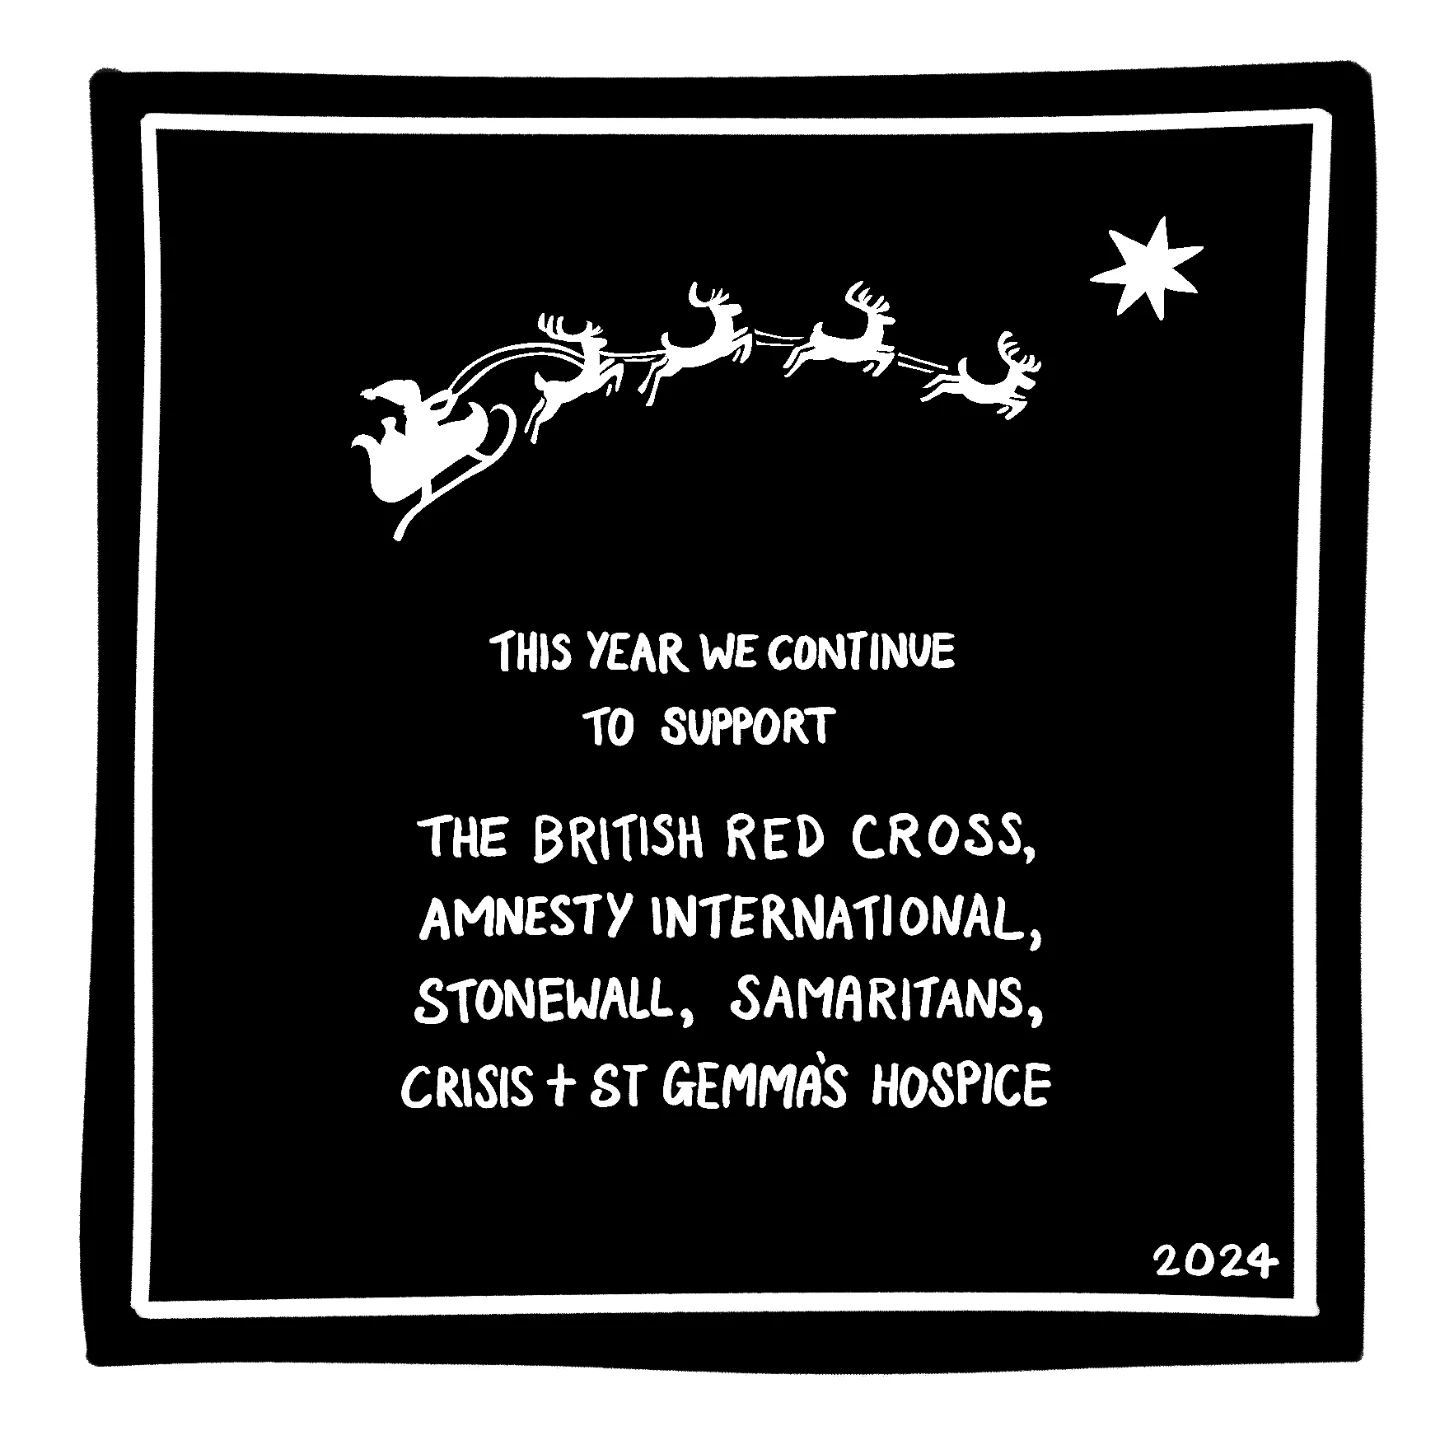 THIS YEAR WE CONTINUE
TO SUPPORT
THE BRITISH RED CROSS,
AMNESTY INTERNATIONAL,
STONEWALL, SAMARITANS,
CRISIS + ST GEMMA'S HOSPICE
2024